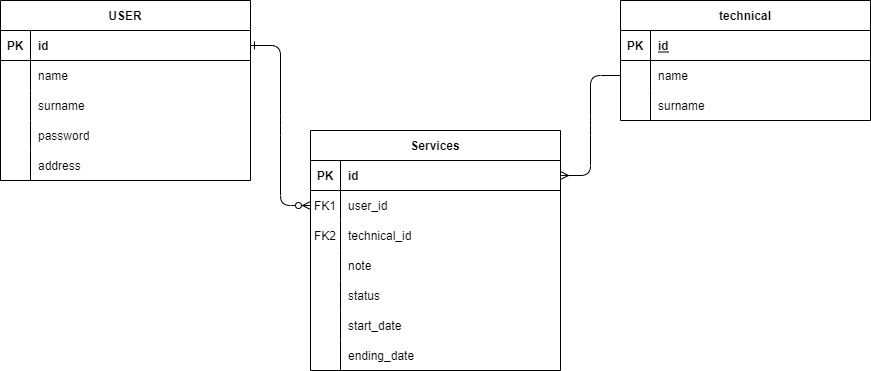 USER
PK id
name
surname
password
address
technical
PK id
name
surname
Services
PK id
FK1 user_id
FK2 technical_id
note
status
start_date
ending_date